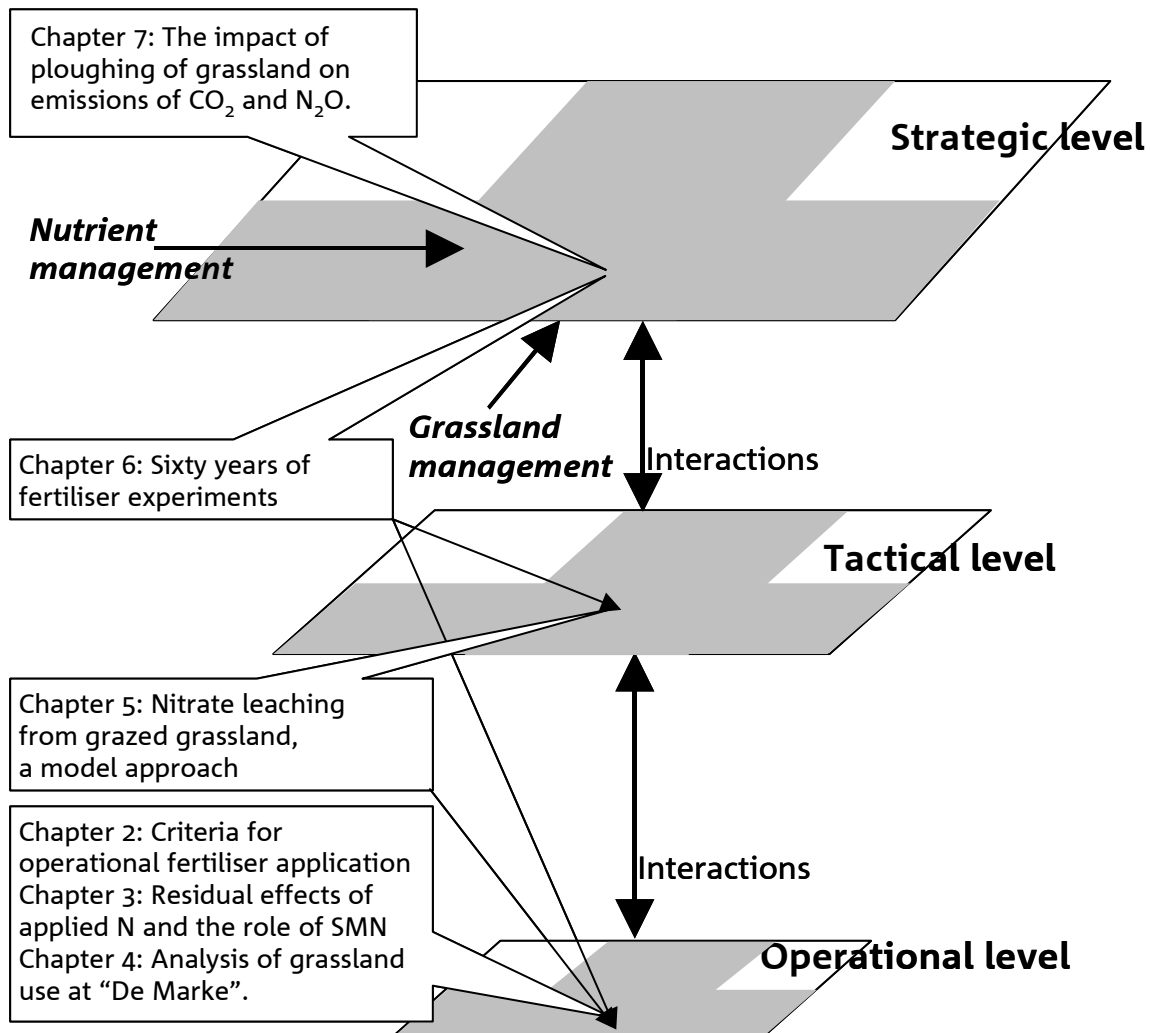 Chapter 7: The impact of
ploughing of grassland on
emissions of CO₂ and N₂O.
Strategic level
Nutrient
management
Grassland
management
Interactions
Chapter 6: Sixty years of
fertiliser experiments
Tactical level
Chapter 5: Nitrate leaching
from grazed grassland,
a model approach
Chapter 2: Criteria for
operational fertiliser application
Chapter 3: Residual effects of
applied N and the role of SMN
Chapter 4: Analysis of grassland
use at “De Marke”.
Interactions
Operational level